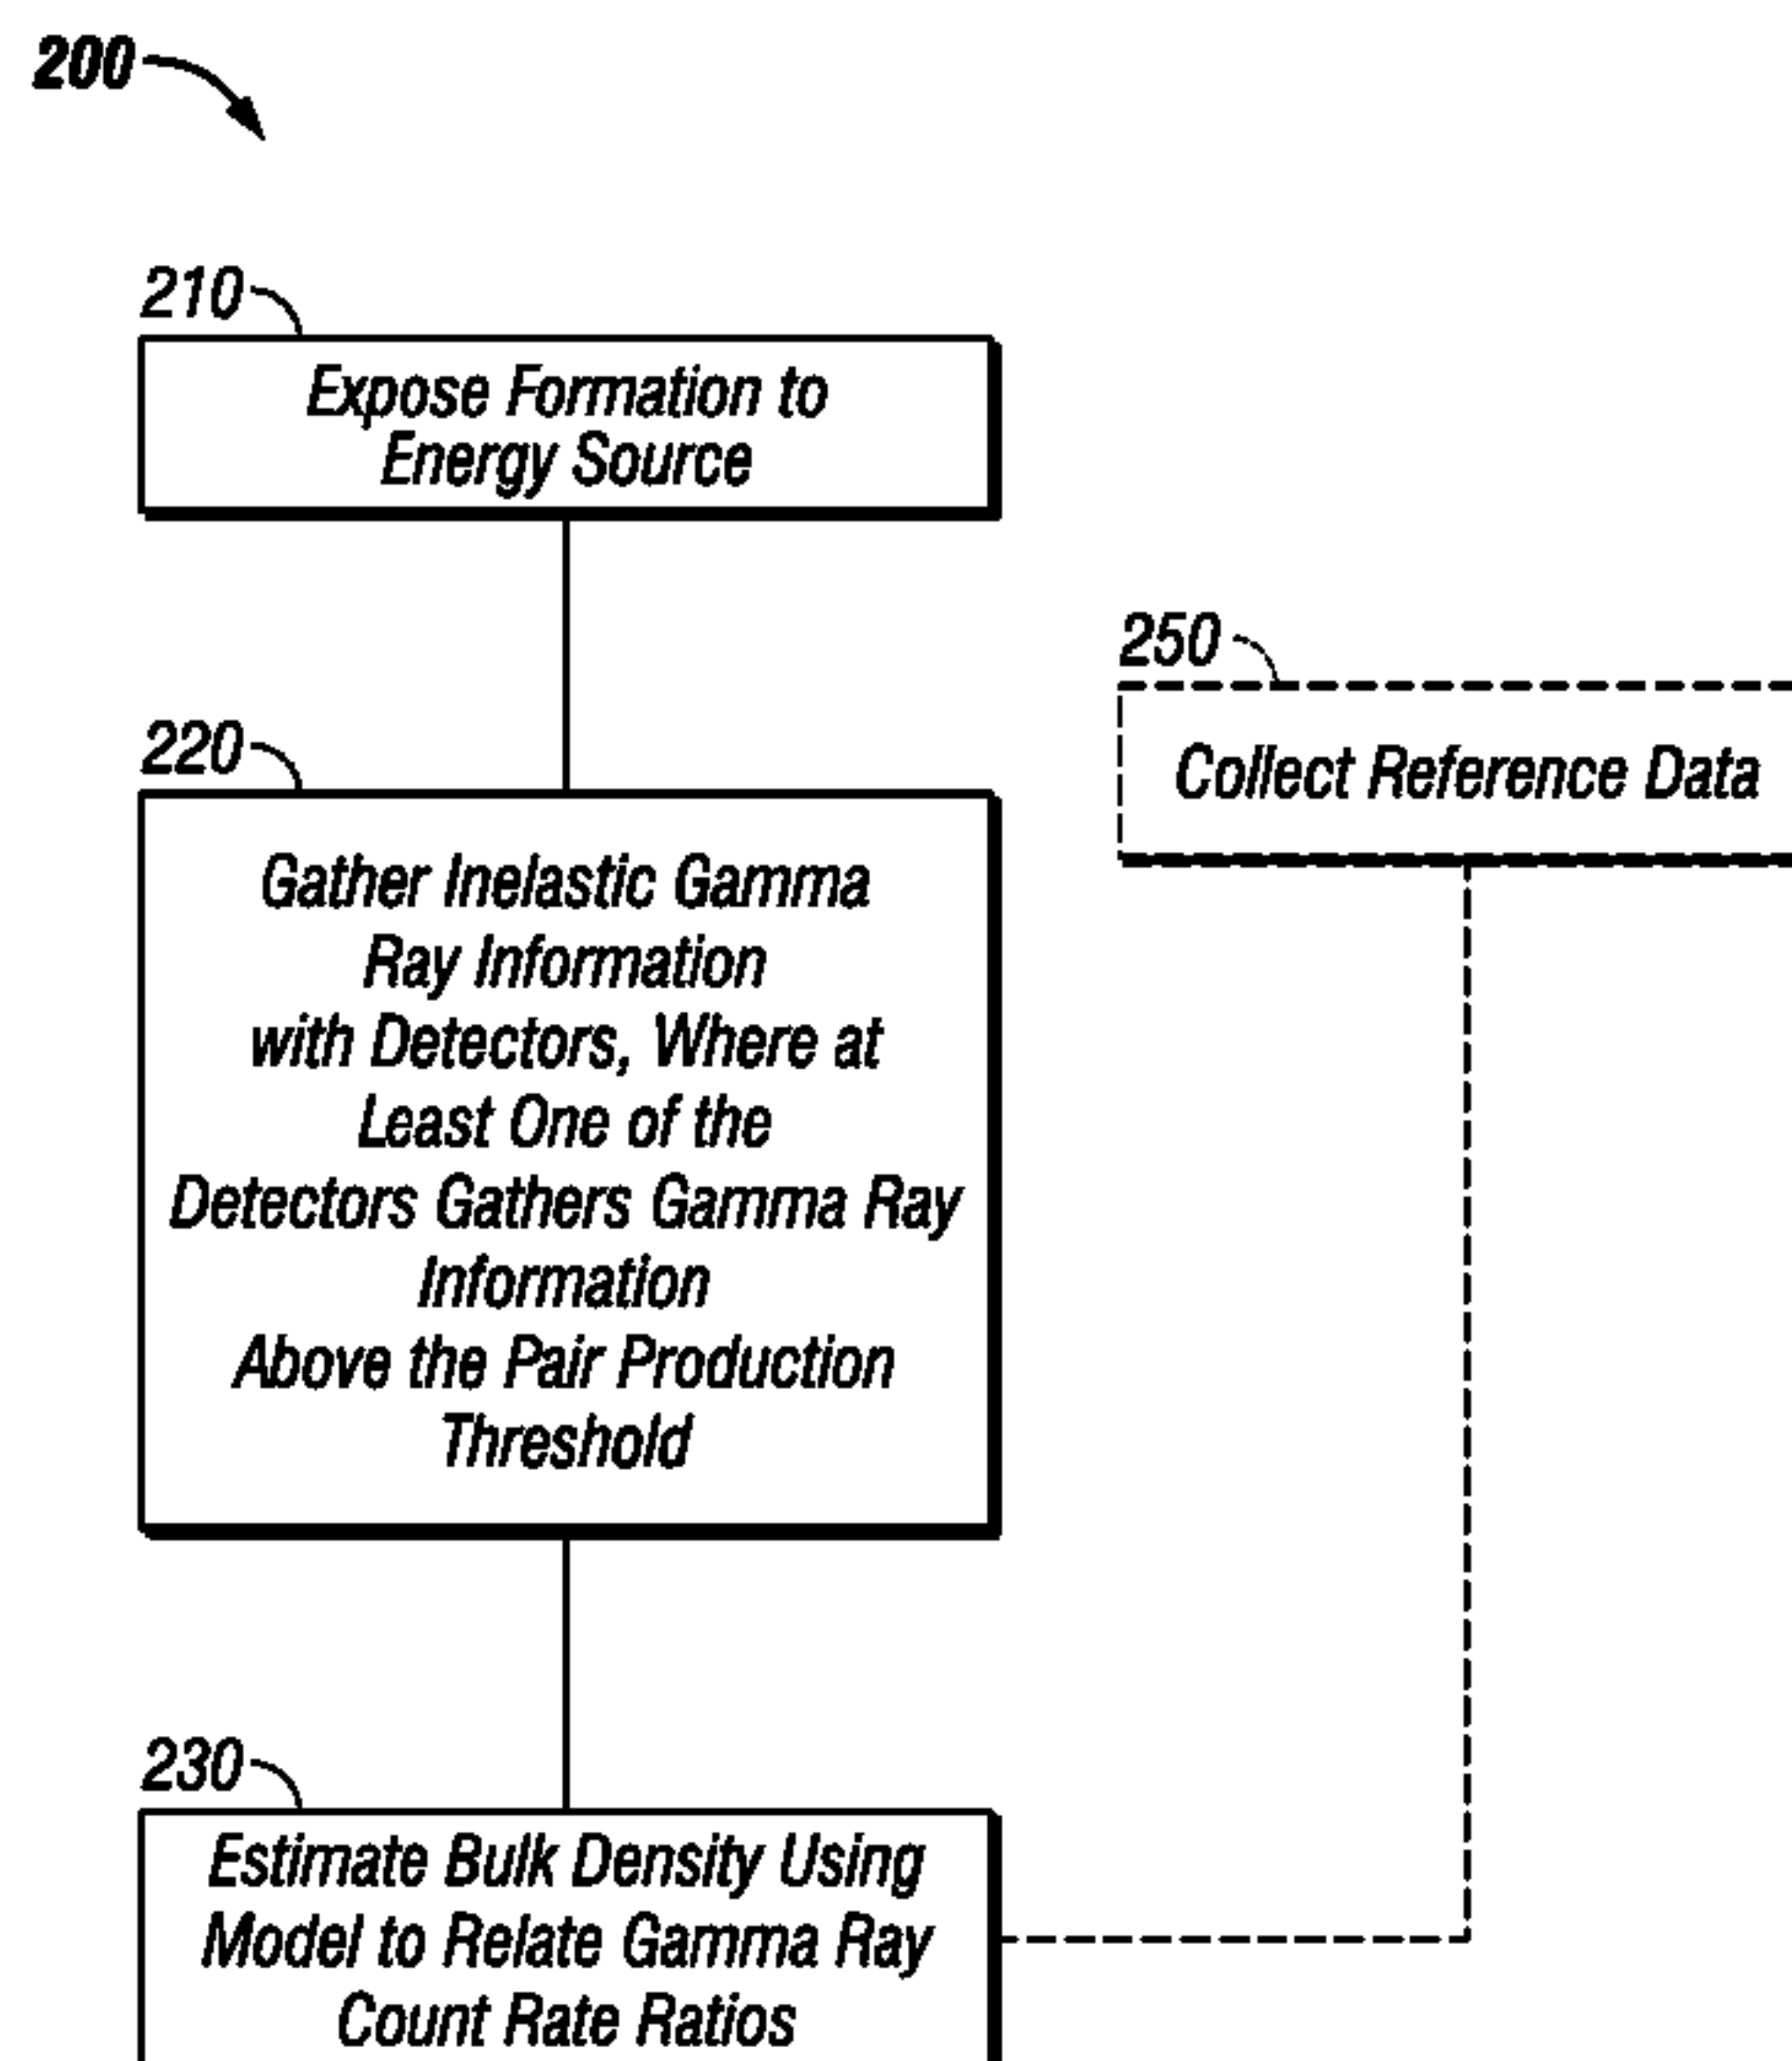 200
210
Expose Formation to
Energy Source
250
Collect Reference Data
220
Gather Inelastic Gamma
Ray Information
with Detectors, Where at
Least One of the
Detectors Gathers Gamma Ray
Information
Above the Pair Production
Threshold
230
Estimate Bulk Density Using
Model to Relate Gamma Ray
Count Rate Ratios